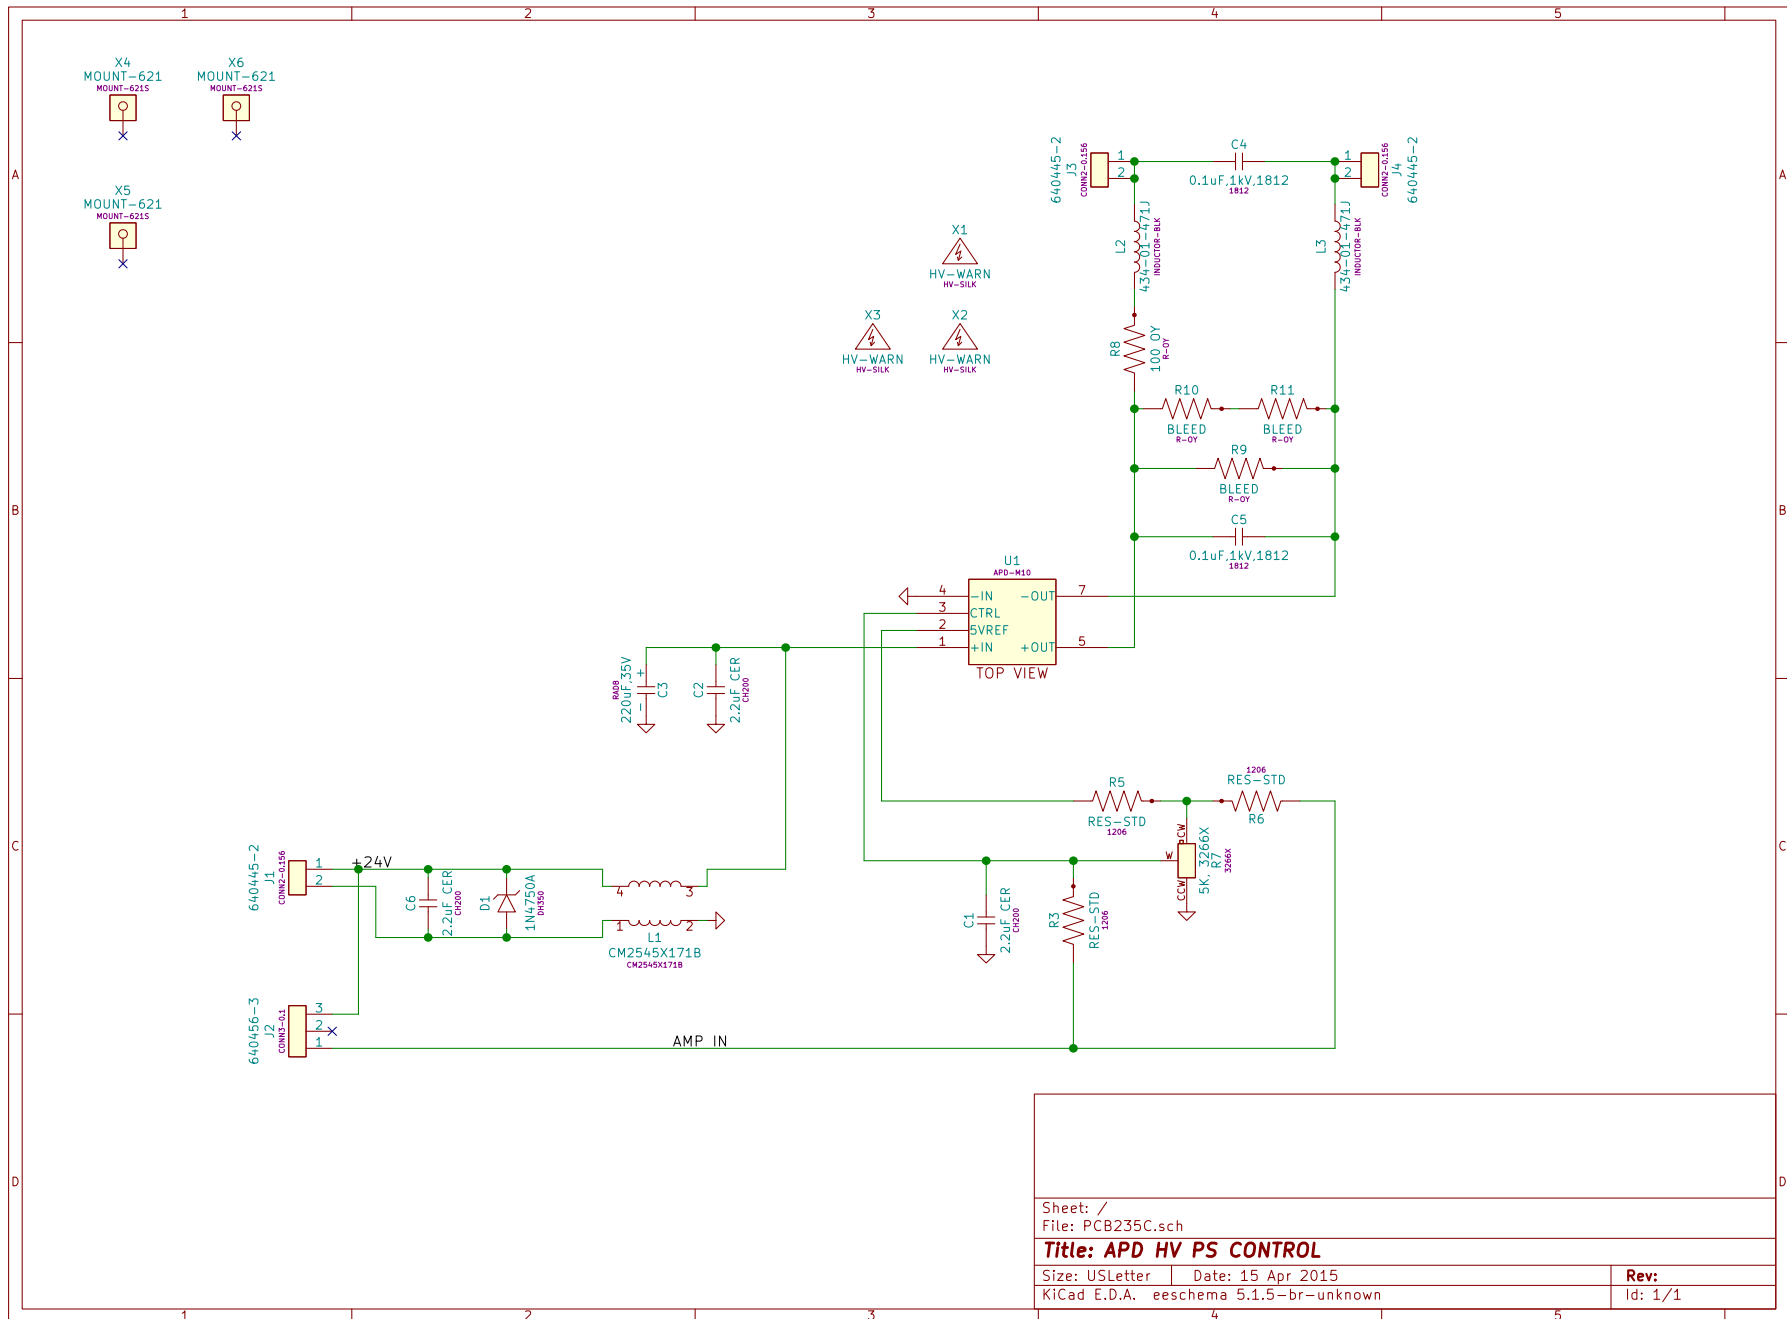 1 2 3 4 5
A A
B B
C C
D D
1 2 3 4 5
X4
MOUNT-621
MOUNT-621S
X6
MOUNT-621
MOUNT-621S
X5
MOUNT-621
MOUNT-621S
640445-2
J3
CONN2-0.156
1
2
C4
0.1uF,1kV,1812
1812
1
2
CONN2-0.156
J4
640445-2
L2
434-01-471J
INDUCTOR-BLK
L3
434-01-471J
INDUCTOR-BLK
X1
HV-WARN
HV-SILK
X3
HV-WARN
HV-SILK
X2
HV-WARN
HV-SILK
R8
100 OY
R-OY
R10
BLEED
R-OY
R11
BLEED
R-OY
R9
BLEED
R-OY
C5
0.1uF,1kV,1812
1812
U1
APD-M10
4 -IN -OUT 7
3 CTRL
2 5VREF
1 +IN +OUT 5
TOP VIEW
RAD8
220uF,35V
+
-
C3
C2
2.2uF CER
CH200
R5
RES-STD
1206
1206
RES-STD
R6
CW
W
CCW
5K, 3266X
R7
3266X
640445-2
J1
CONN2-0.156
1
2
+24V
C6
2.2uF CER
CH200
D1
1N4750A
DH350
4 3
1 2
L1
CM2545X171B
CM2545X171B
C1
2.2uF CER
CH200
R3
RES-STD
1206
640456-3
J2
CONN3-0.1
3
2
1
AMP IN
Sheet: /
File: PCB235C.sch
Title: APD HV PS CONTROL
Size: USLetter Date: 15 Apr 2015 Rev:
KiCad E.D.A. eeschema 5.1.5-br-unknown Id: 1/1